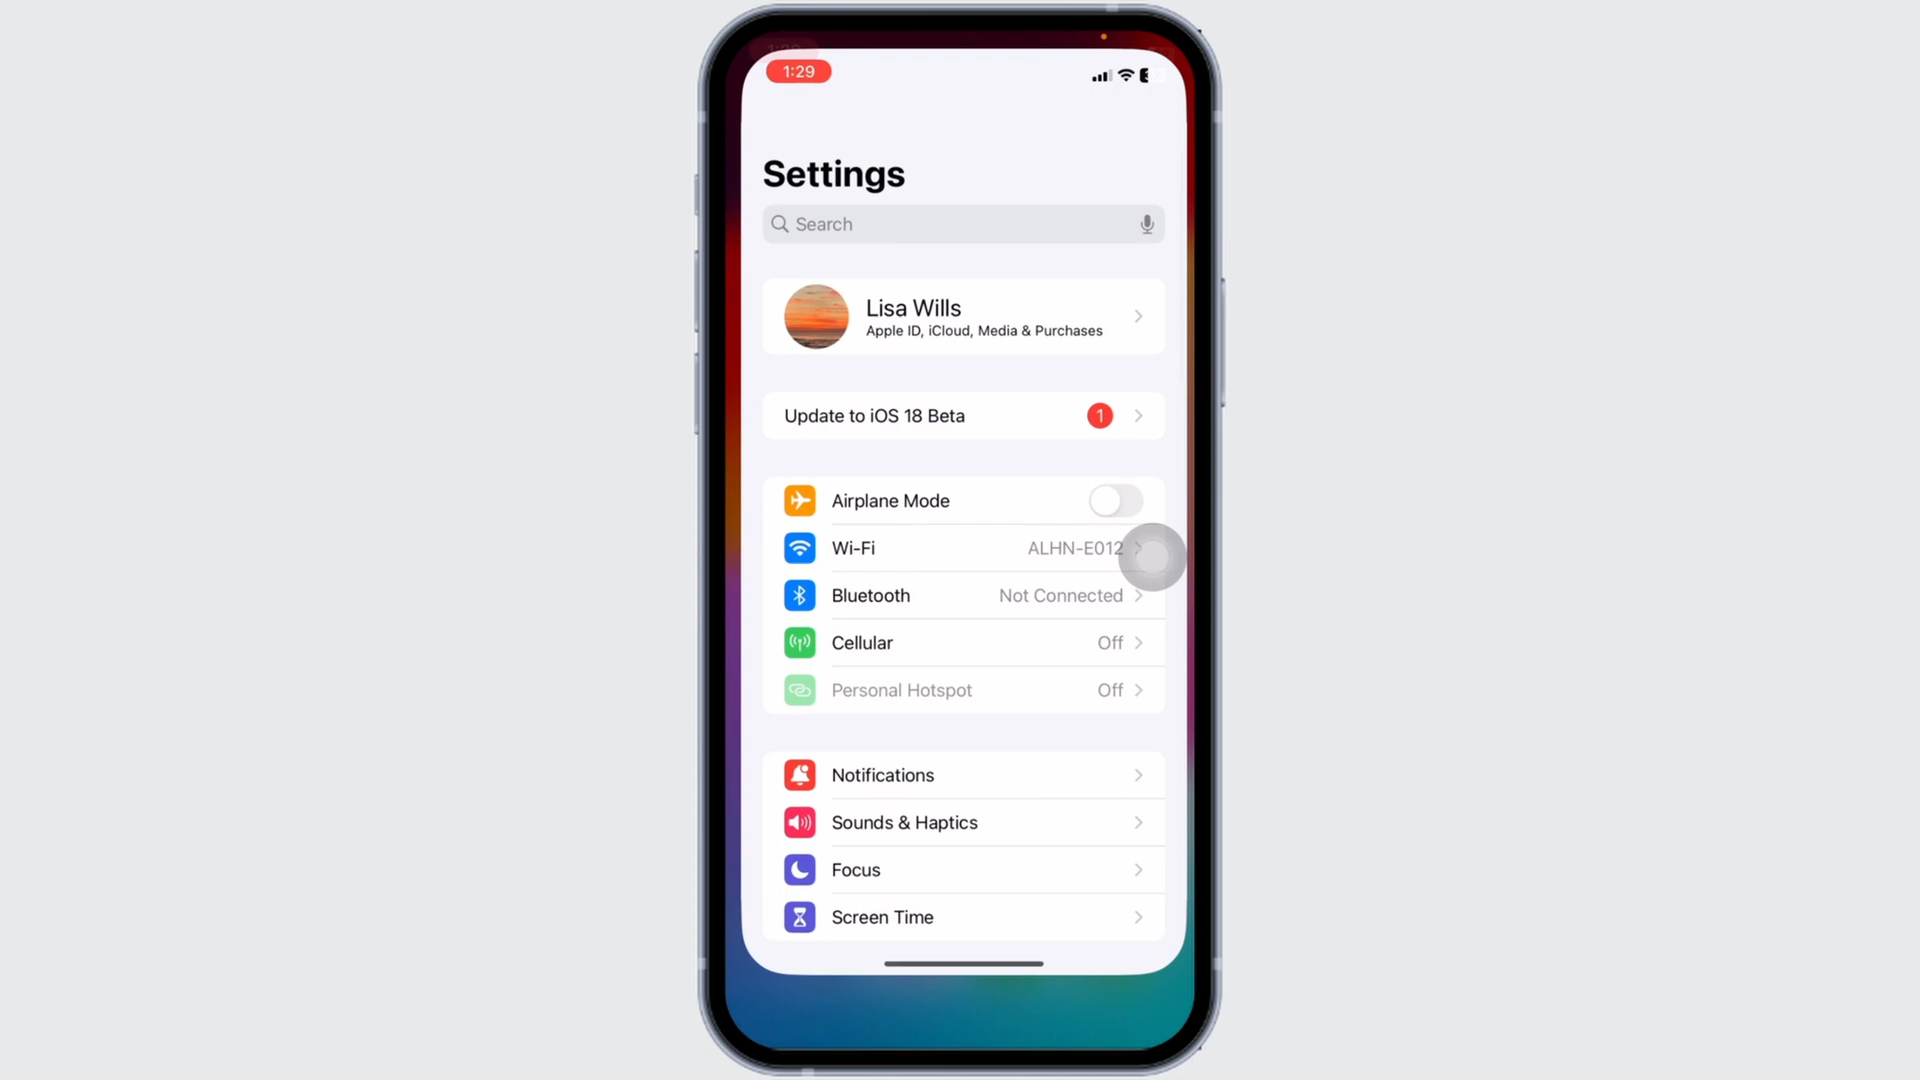 1:29
Settings
Search
Lisa Wills
Apple ID, iCloud, Media & Purchases
Update to iOS 18 Beta 1
Airplane Mode
Wi-Fi ALHN-E012
Bluetooth Not Connected
Cellular Off
Personal Hotspot Off
Notifications
Sounds & Haptics
Focus
Screen Time